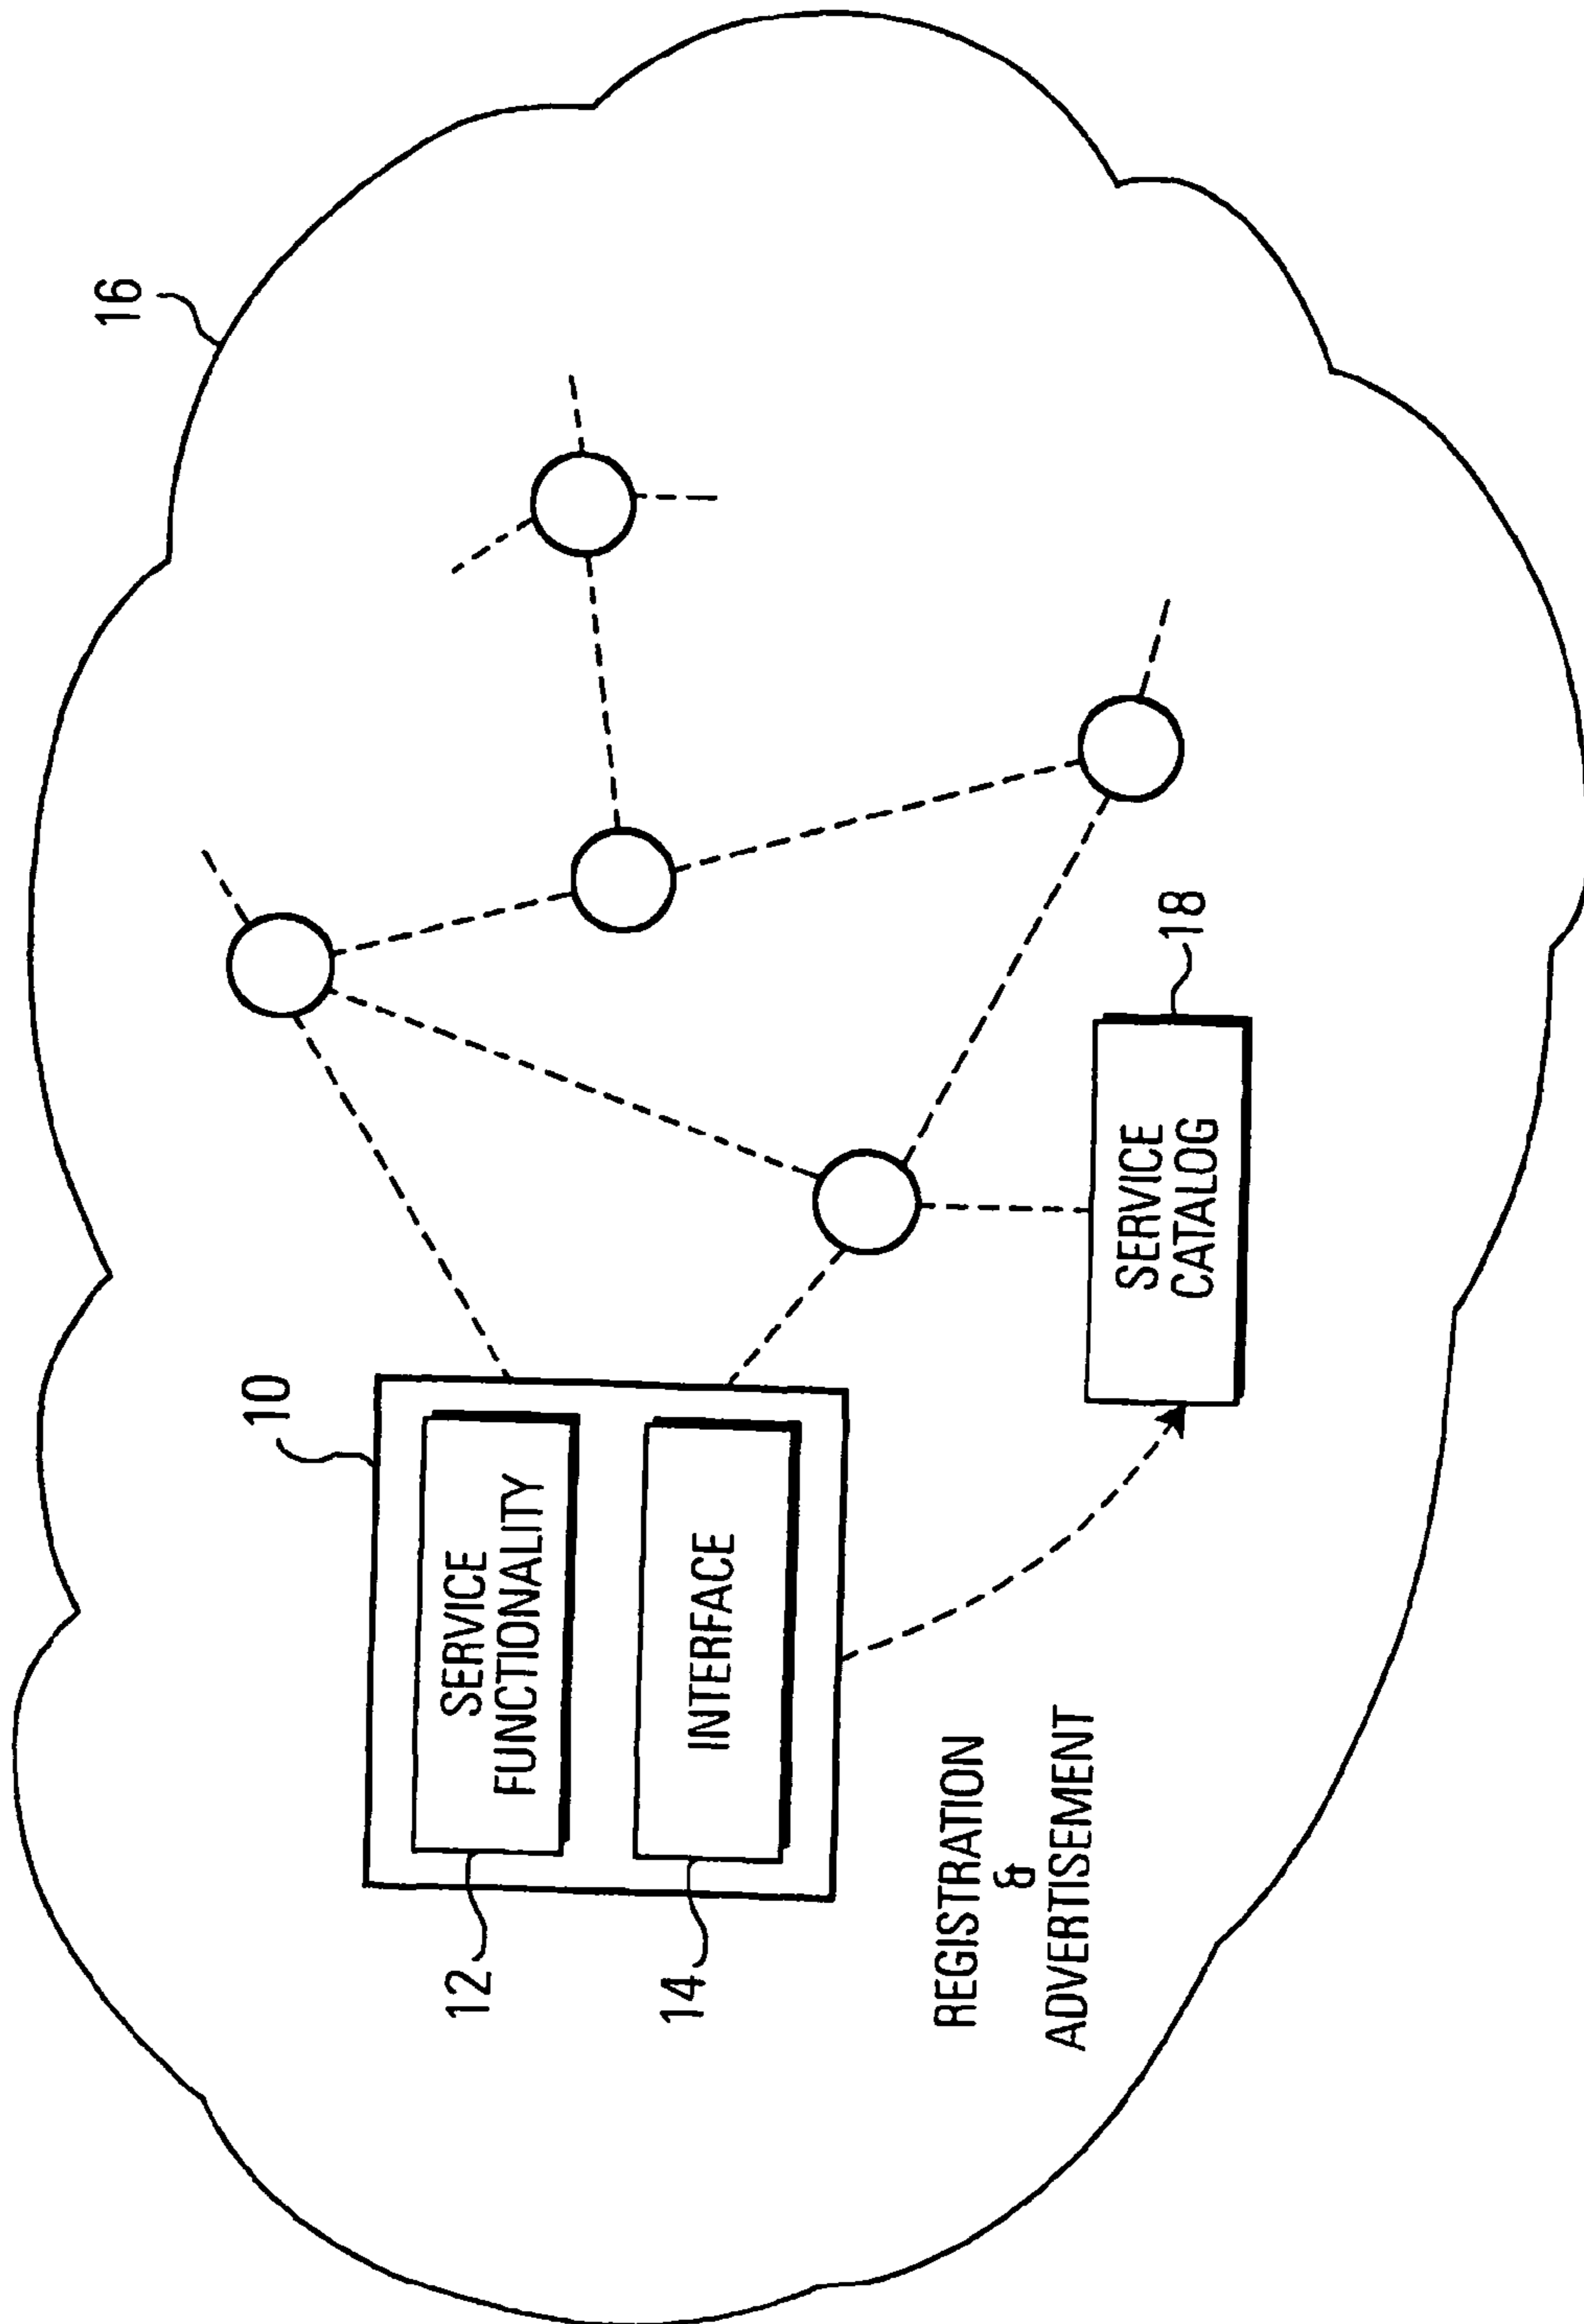 16
10
SERVICE
FUNCTIONALITY
12
INTERFACE
14
REGISTRATION
&
ADVERTISEMENT
SERVICE
CATALOG
18